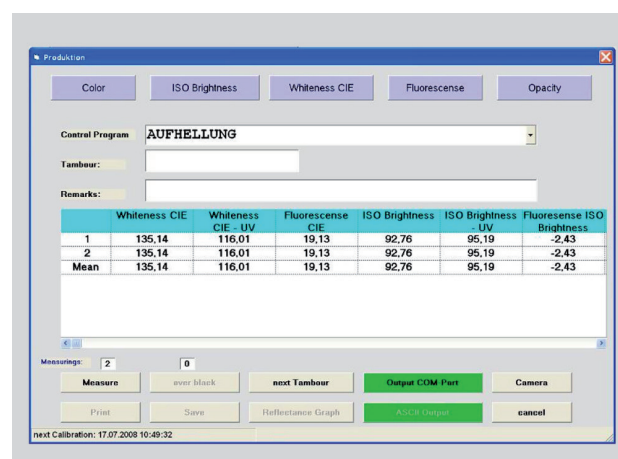 Produktion
Color ISO Brightness Whiteness CIE Fluorescense Opacity
Control Program AUFHELLUNG
Tambour:
Remarks:
Whiteness CIE Whiteness CIE - UV Fluorescense CIE ISO Brightness ISO Brightness - UV Fluoresense ISO Brightness
1 135,14 116,01 19,13 92,76 95,19 -2,43
2 135,14 116,01 19,13 92,76 95,19 -2,43
Mean 135,14 116,01 19,13 92,76 95,19 -2,43
Measurings: 2 0
Measure over black next Tambour Output COM-Port Camera
Print Save Reflectance Graph ASCII Output cancel
next Calibration: 17.07.2008 10:49:32